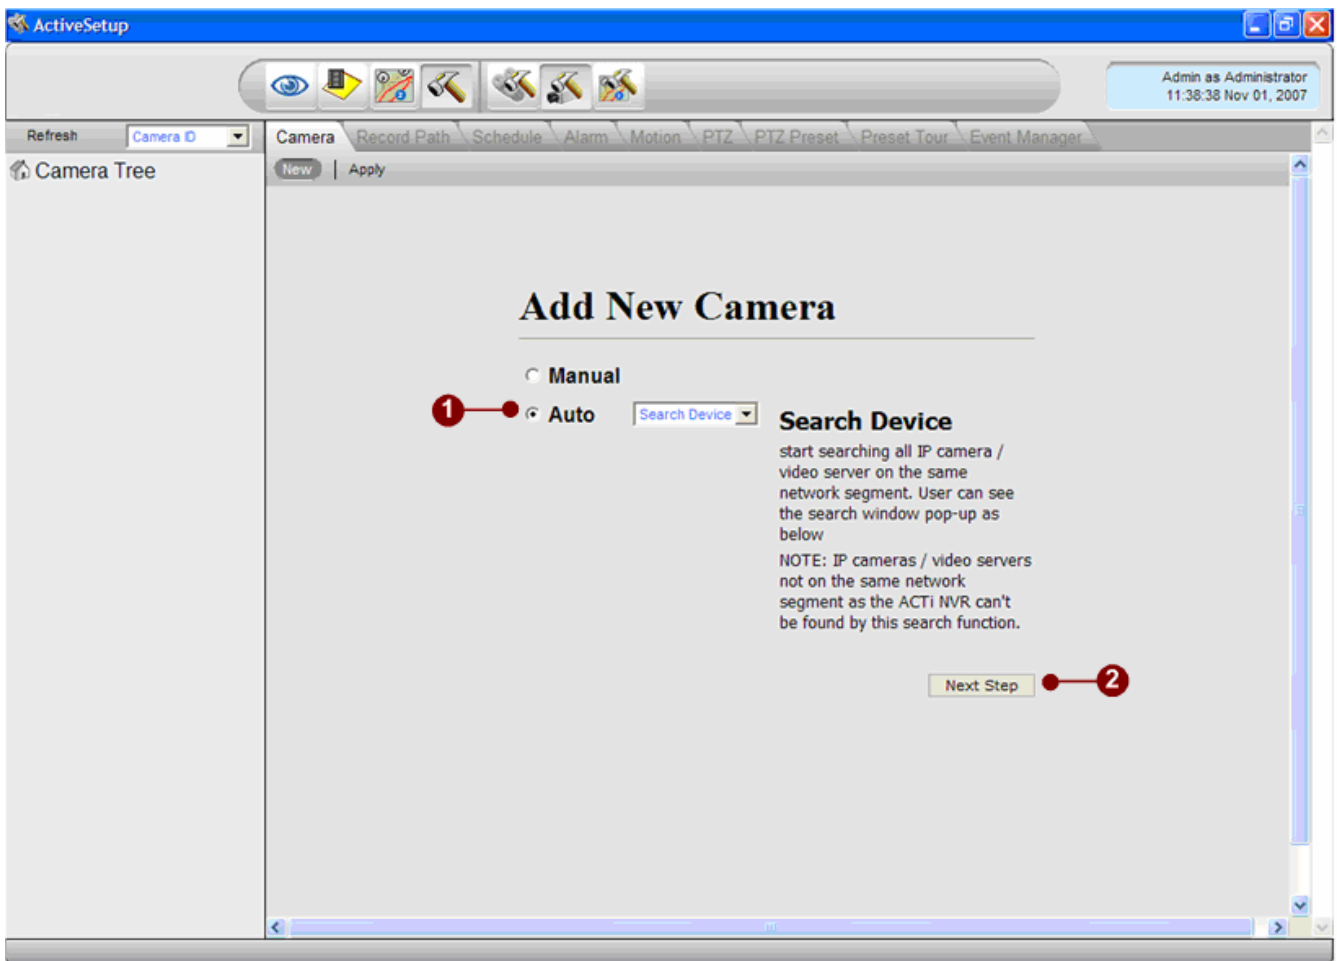 ActiveSetup
Admin as Administrator
11:38:38 Nov 01, 2007
Refresh
Camera ID
Camera Record Path Schedule Alarm Motion PTZ PTZ Preset Preset Tour Event Manager
Camera Tree
New | Apply
Add New Camera
Manual
1
Auto
Search Device
Search Device
start searching all IP camera /
video server on the same
network segment. User can see
the search window pop-up as
below
NOTE: IP cameras / video servers
not on the same network
segment as the ACTi NVR can't
be found by this search function.
Next Step
2